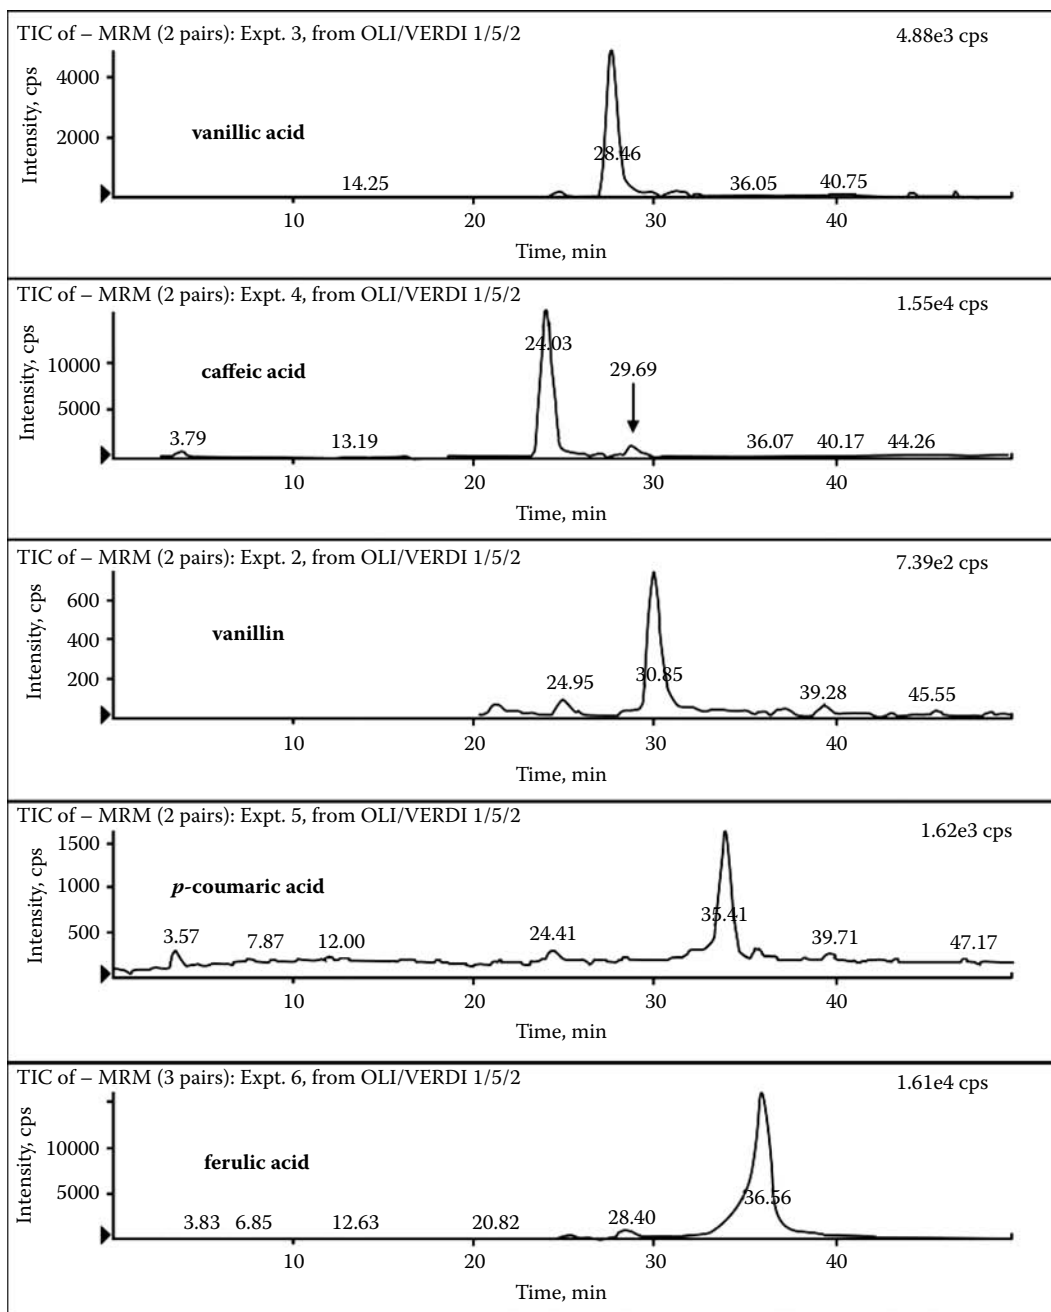 TIC of – MRM (2 pairs): Expt. 3, from OLI/VERDI 1/5/2
4.88e3 cps
Intensity, cps
4000
2000
vanillic acid
28.46
14.25
36.05
40.75
10
20
30
40
Time, min
TIC of – MRM (2 pairs): Expt. 4, from OLI/VERDI 1/5/2
1.55e4 cps
Intensity, cps
10000
5000
caffeic acid
24.03
29.69
3.79
13.19
36.07
40.17
44.26
10
20
30
40
Time, min
TIC of – MRM (2 pairs): Expt. 2, from OLI/VERDI 1/5/2
7.39e2 cps
Intensity, cps
600
400
200
vanillin
30.85
24.95
39.28
45.55
10
20
30
40
Time, min
TIC of – MRM (2 pairs): Expt. 5, from OLI/VERDI 1/5/2
1.62e3 cps
Intensity, cps
1500
1000
500
p-coumaric acid
35.41
3.57
7.87
12.00
24.41
39.71
47.17
10
20
30
40
Time, min
TIC of – MRM (3 pairs): Expt. 6, from OLI/VERDI 1/5/2
1.61e4 cps
Intensity, cps
10000
5000
ferulic acid
36.56
3.83
6.85
12.63
20.82
28.40
10
20
30
40
Time, min